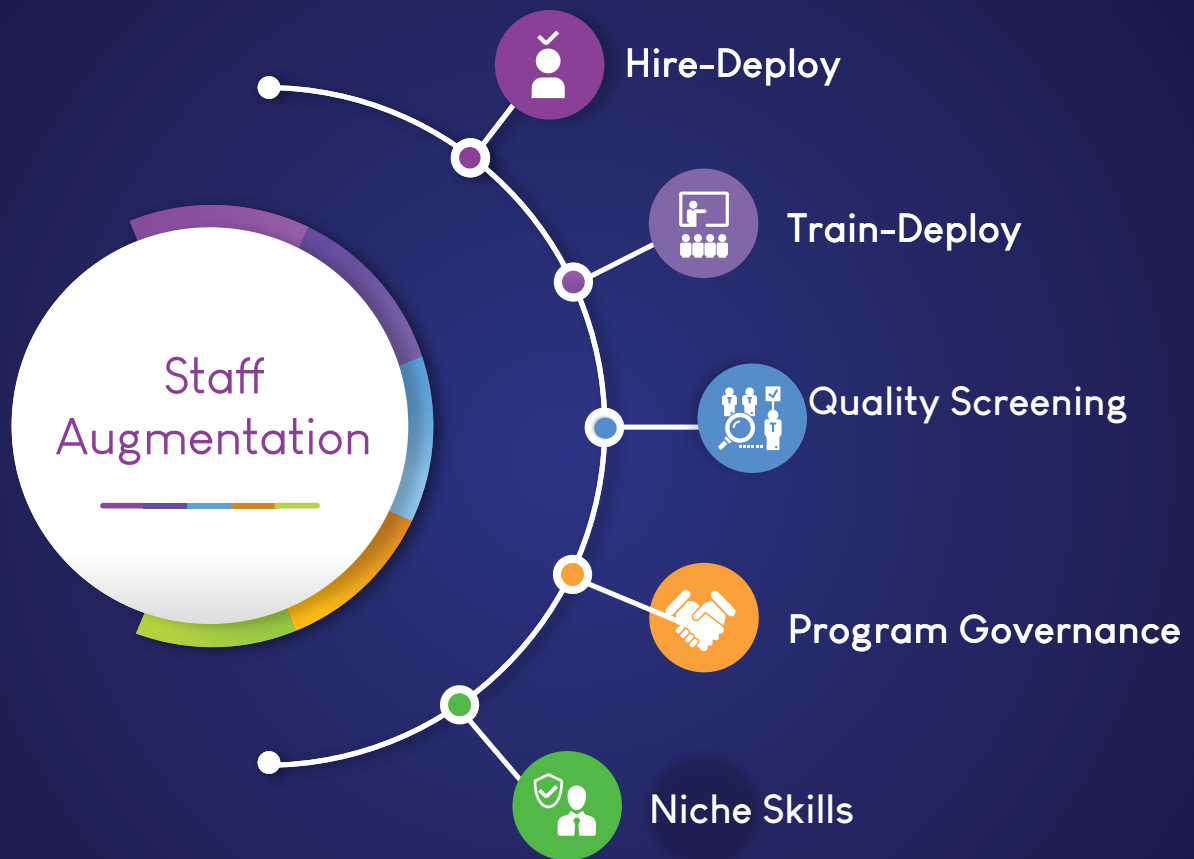 Hire-Deploy
Train-Deploy
Staff
Augmentation
Quality Screening
Program Governance
Niche Skills